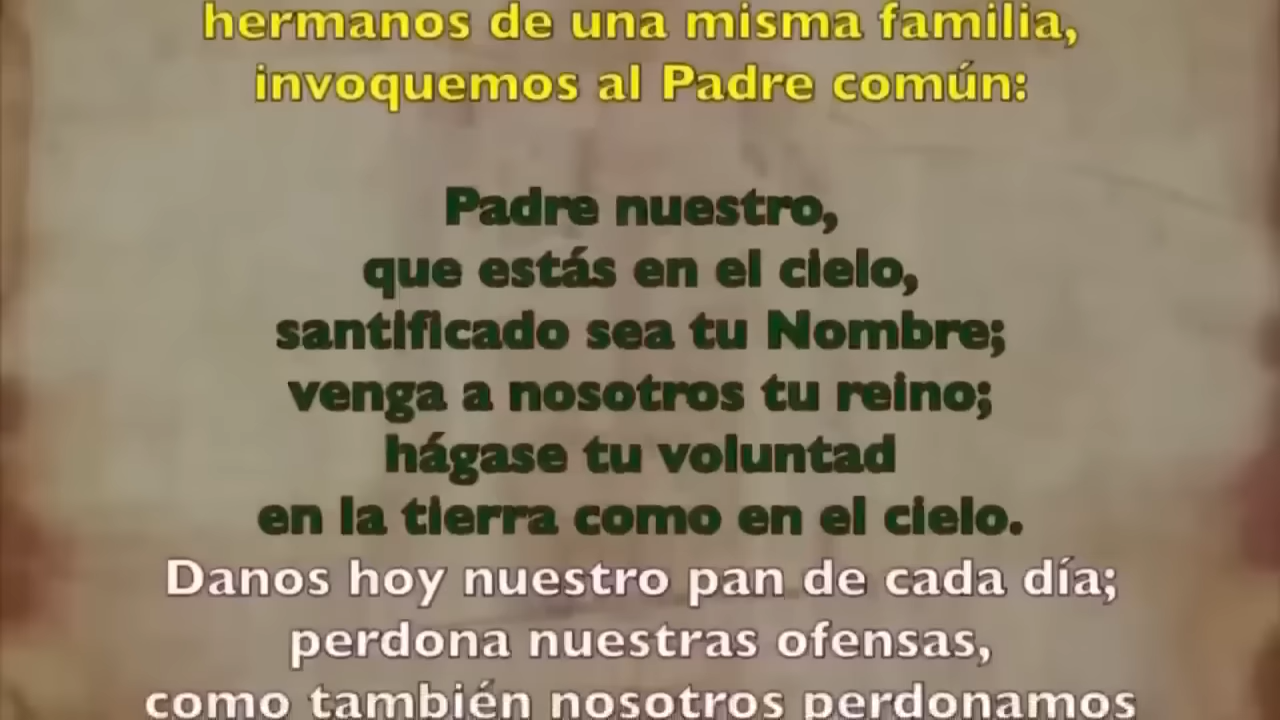 hermanos de una misma familia,
invoquemos al Padre común:
Padre nuestro,
que estás en el cielo,
santificado sea tu Nombre;
venga a nosotros tu reino;
hágase tu voluntad
en la tierra como en el cielo.
Danos hoy nuestro pan de cada día;
perdona nuestras ofensas,
como también nosotros perdonamos